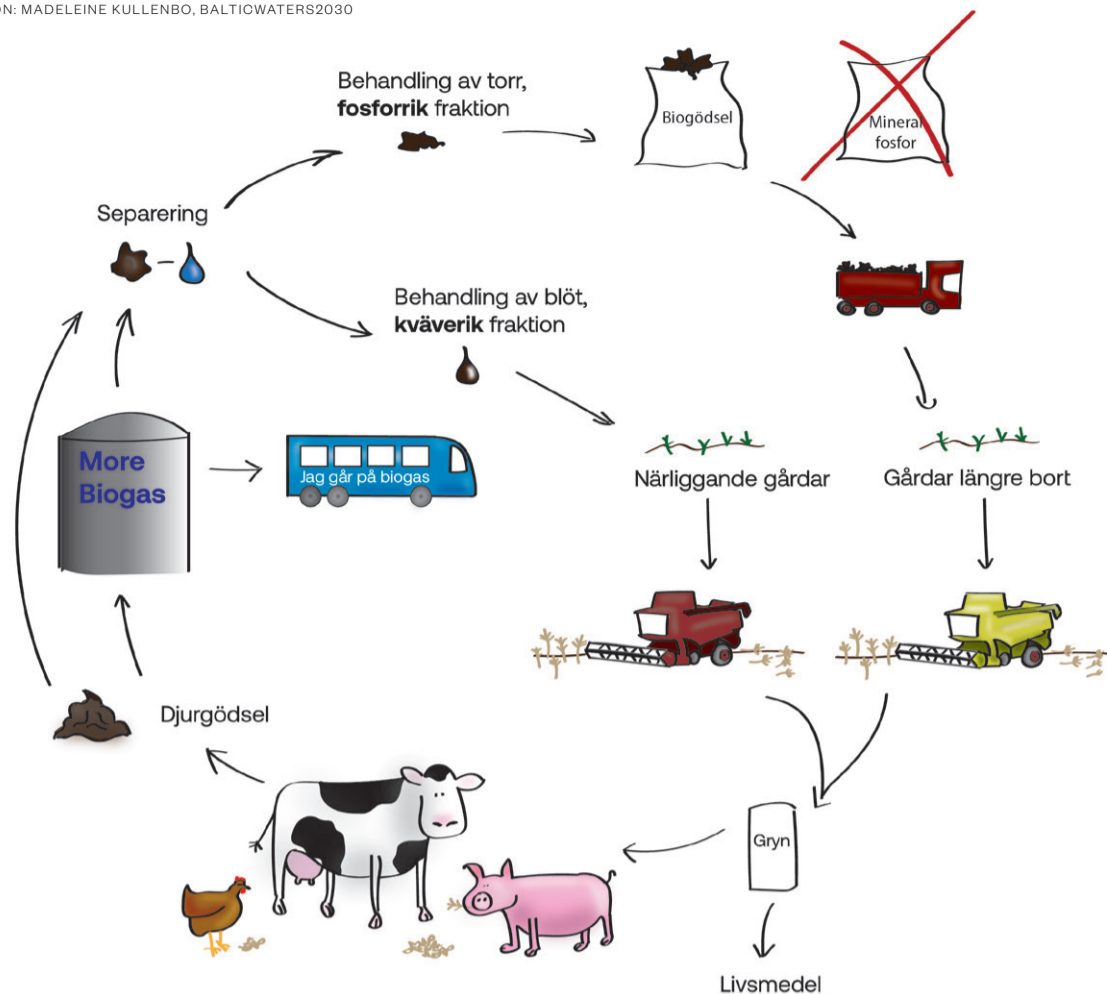 ON: MADELEINE KULLENBO, BALTICWATERS2030
Behandling av torr,
fosforrik fraktion
Biogödsel
Mineral
fosfor
Separering
Behandling av blöt,
kväverik fraktion
More
Biogas
Jag går på biogas
Närliggande gårdar
Gårdar längre bort
Djurgödsel
Gryn
Livsmedel